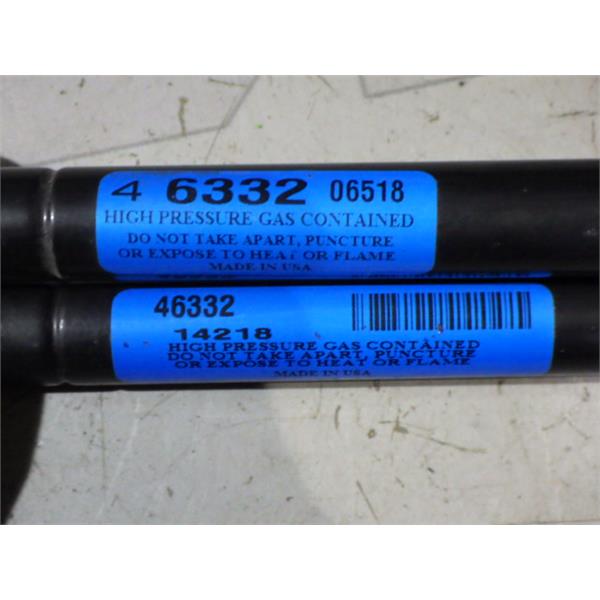 4 6332 06518
HIGH PRESSURE GAS CONTAINED
DO NOT TAKE APART, PUNCTURE
OR EXPOSE TO HEAT OR FLAME
MADE IN USA
46332
14218
HIGH PRESSURE GAS CONTAINED
DO NOT TAKE APART, PUNCTURE
OR EXPOSE TO HEAT OR FLAME
MADE IN USA